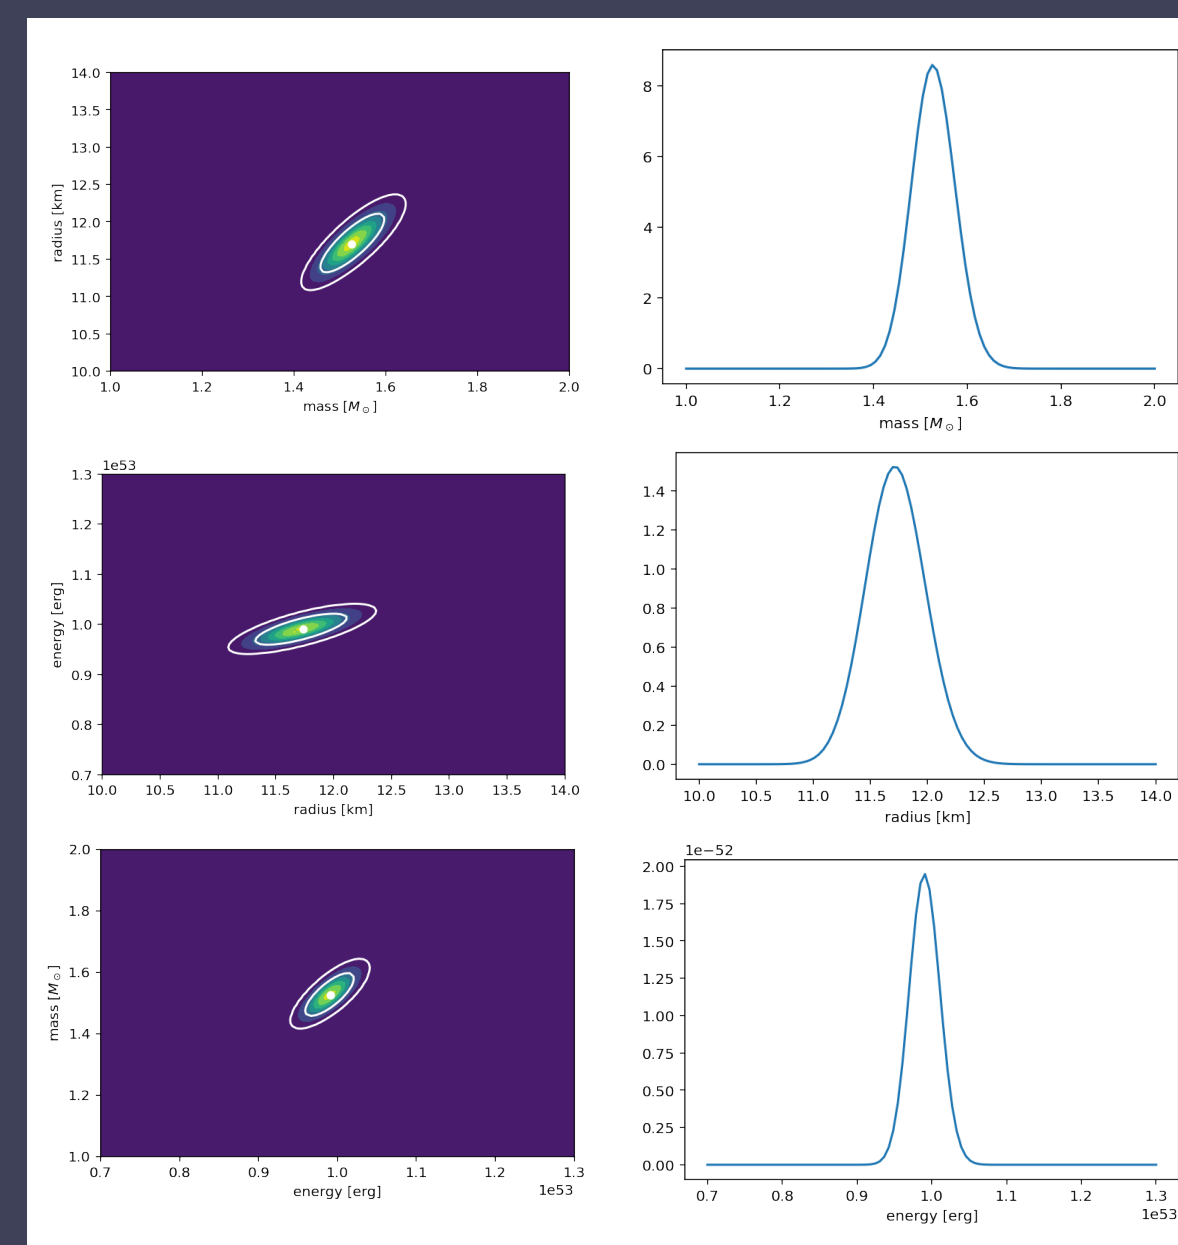 14.0
13.5
13.0
12.5
12.0
11.5
11.0
10.5
10.0
radius [km]
1.0 1.2 1.4 1.6 1.8 2.0
mass [M⊙]
8
6
4
2
0
1.0 1.2 1.4 1.6 1.8 2.0
mass [M⊙]
1e53
1.3
1.2
1.1
1.0
0.9
0.8
0.7
energy [erg]
10.0 10.5 11.0 11.5 12.0 12.5 13.0 13.5 14.0
radius [km]
1.4
1.2
1.0
0.8
0.6
0.4
0.2
0.0
10.0 10.5 11.0 11.5 12.0 12.5 13.0 13.5 14.0
radius [km]
2.0
1.8
1.6
1.4
1.2
1.0
mass [M⊙]
0.7 0.8 0.9 1.0 1.1 1.2 1.3
energy [erg]
1e53
1e−52
2.00
1.75
1.50
1.25
1.00
0.75
0.50
0.25
0.00
0.7 0.8 0.9 1.0 1.1 1.2 1.3
energy [erg]
1e53